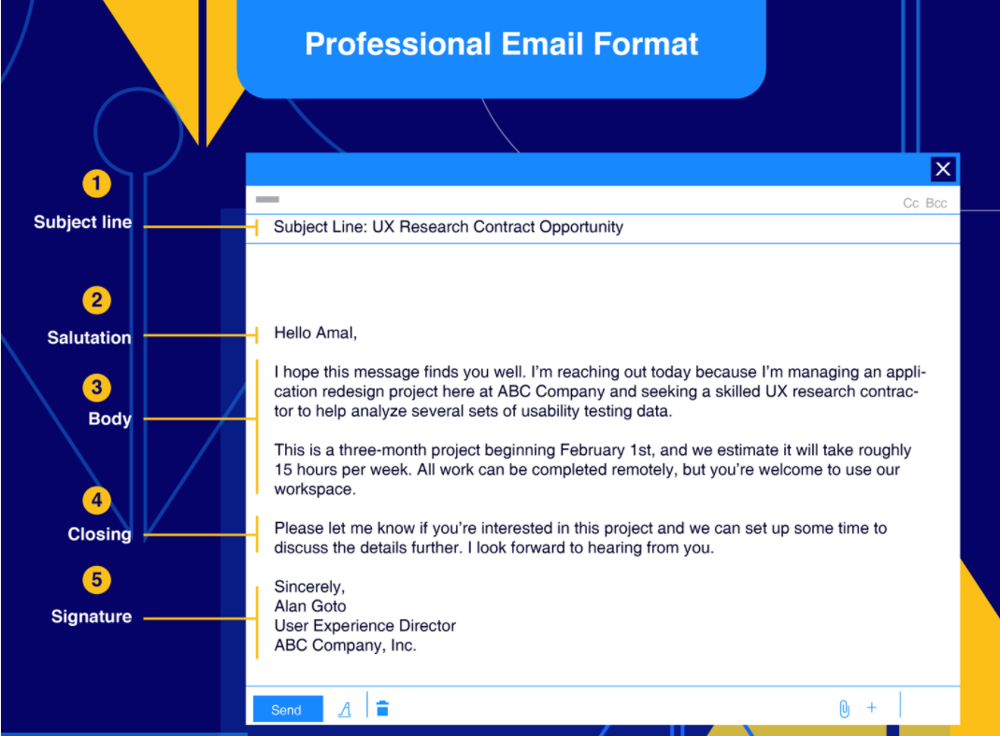 Professional Email Format
Cc Bcc
1
Subject line
Subject Line: UX Research Contract Opportunity
2
Salutation
Hello Amal,
3
Body
I hope this message finds you well. I’m reaching out today because I’m managing an appli-
cation redesign project here at ABC Company and seeking a skilled UX research contrac-
tor to help analyze several sets of usability testing data.
This is a three-month project beginning February 1st, and we estimate it will take roughly
15 hours per week. All work can be completed remotely, but you’re welcome to use our
workspace.
4
Closing
Please let me know if you’re interested in this project and we can set up some time to
discuss the details further. I look forward to hearing from you.
5
Signature
Sincerely,
Alan Goto
User Experience Director
ABC Company, Inc.
Send A